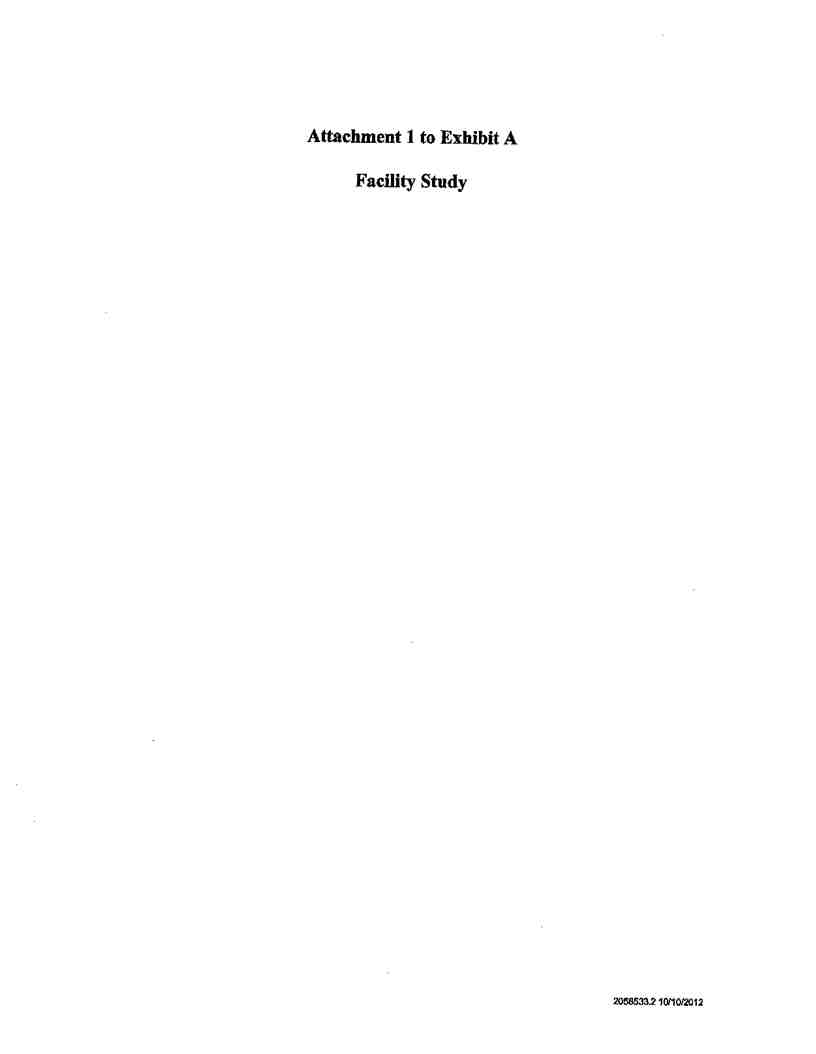 Attachment 1 to Exhibit A
Facility Study
2058533.2 10/10/2012